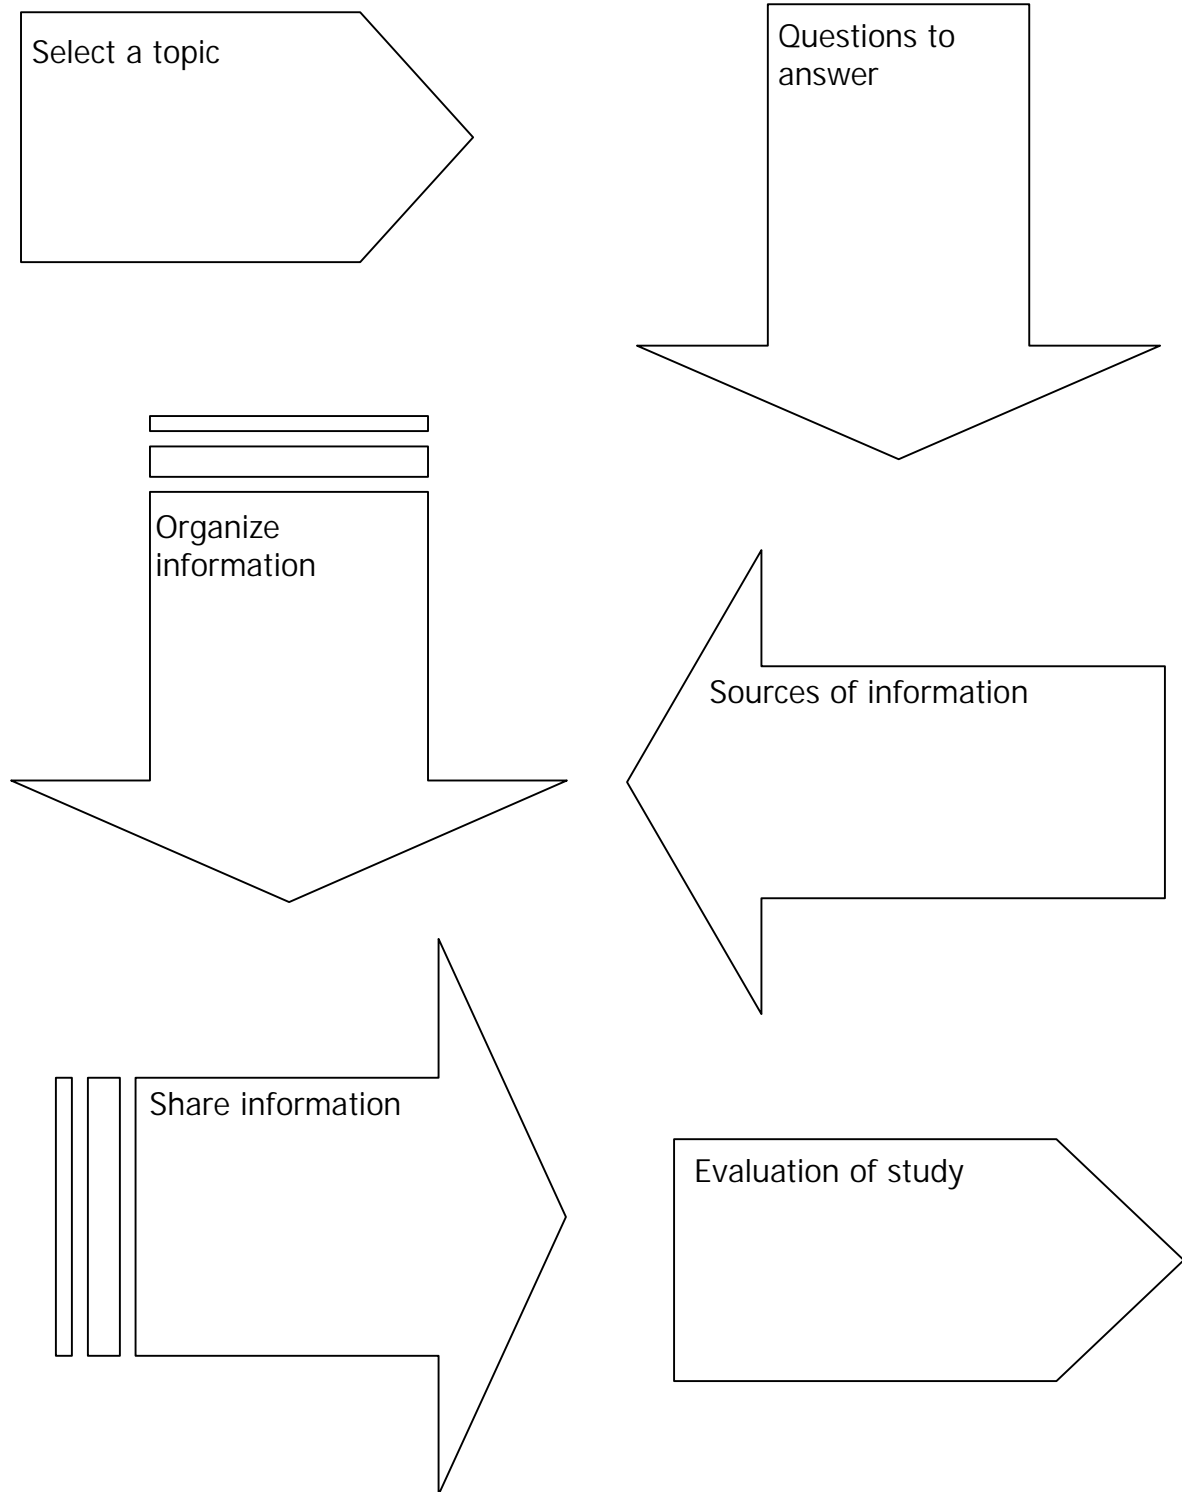 Select a topic
Questions to
answer
Organize
information
Sources of information
Share information
Evaluation of study